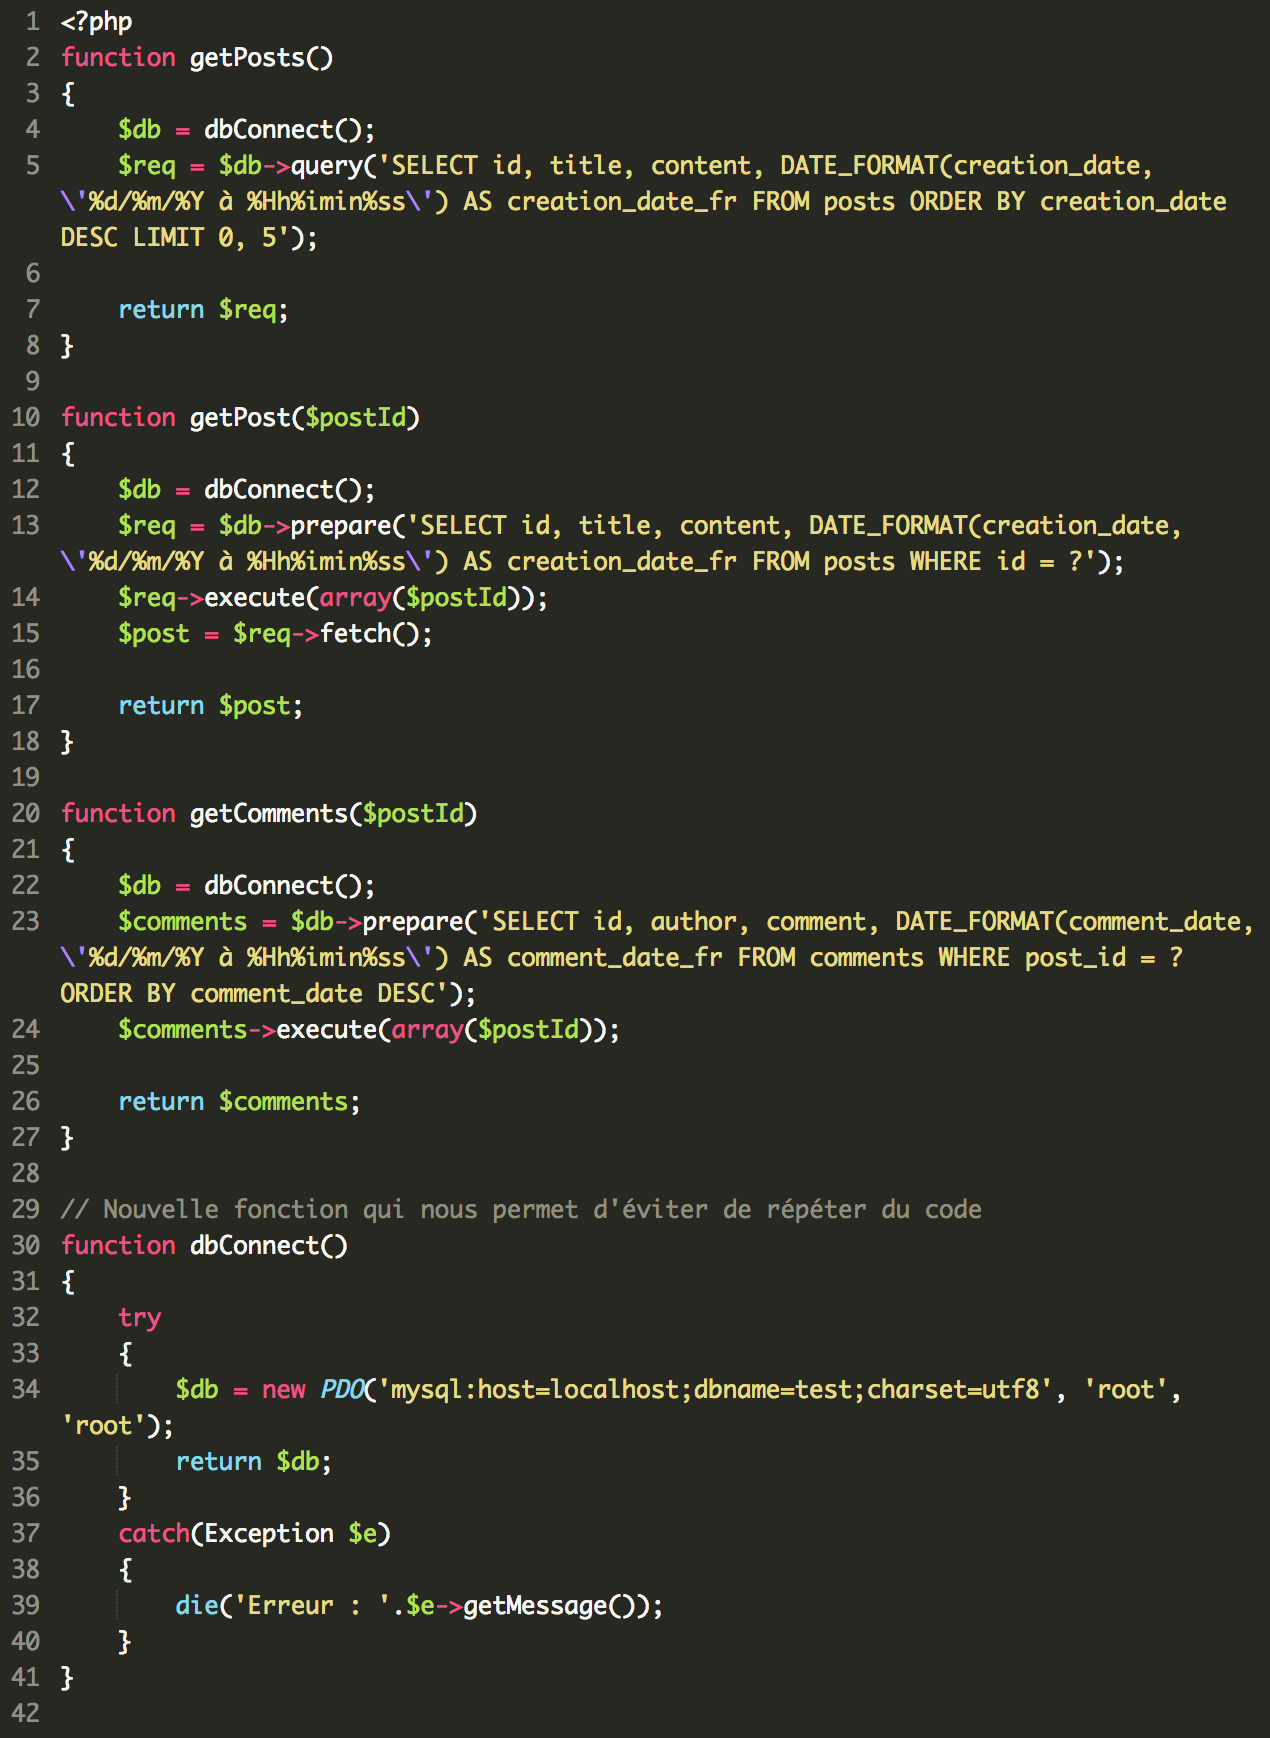 1 <?php
2 function getPosts()
3 {
4     $db = dbConnect();
5     $req = $db->query('SELECT id, title, content, DATE_FORMAT(creation_date,
\'%d/%m/%Y à %Hh%imin%ss\') AS creation_date_fr FROM posts ORDER BY creation_date
DESC LIMIT 0, 5');
6
7     return $req;
8 }
9
10 function getPost($postId)
11 {
12     $db = dbConnect();
13     $req = $db->prepare('SELECT id, title, content, DATE_FORMAT(creation_date,
\'%d/%m/%Y à %Hh%imin%ss\') AS creation_date_fr FROM posts WHERE id = ?');
14     $req->execute(array($postId));
15     $post = $req->fetch();
16
17     return $post;
18 }
19
20 function getComments($postId)
21 {
22     $db = dbConnect();
23     $comments = $db->prepare('SELECT id, author, comment, DATE_FORMAT(comment_date,
\'%d/%m/%Y à %Hh%imin%ss\') AS comment_date_fr FROM comments WHERE post_id = ?
ORDER BY comment_date DESC');
24     $comments->execute(array($postId));
25
26     return $comments;
27 }
28
29 // Nouvelle fonction qui nous permet d'éviter de répéter du code
30 function dbConnect()
31 {
32     try
33     {
34         $db = new PDO('mysql:host=localhost;dbname=test;charset=utf8', 'root',
'root');
35         return $db;
36     }
37     catch(Exception $e)
38     {
39         die('Erreur : '.$e->getMessage());
40     }
41 }
42